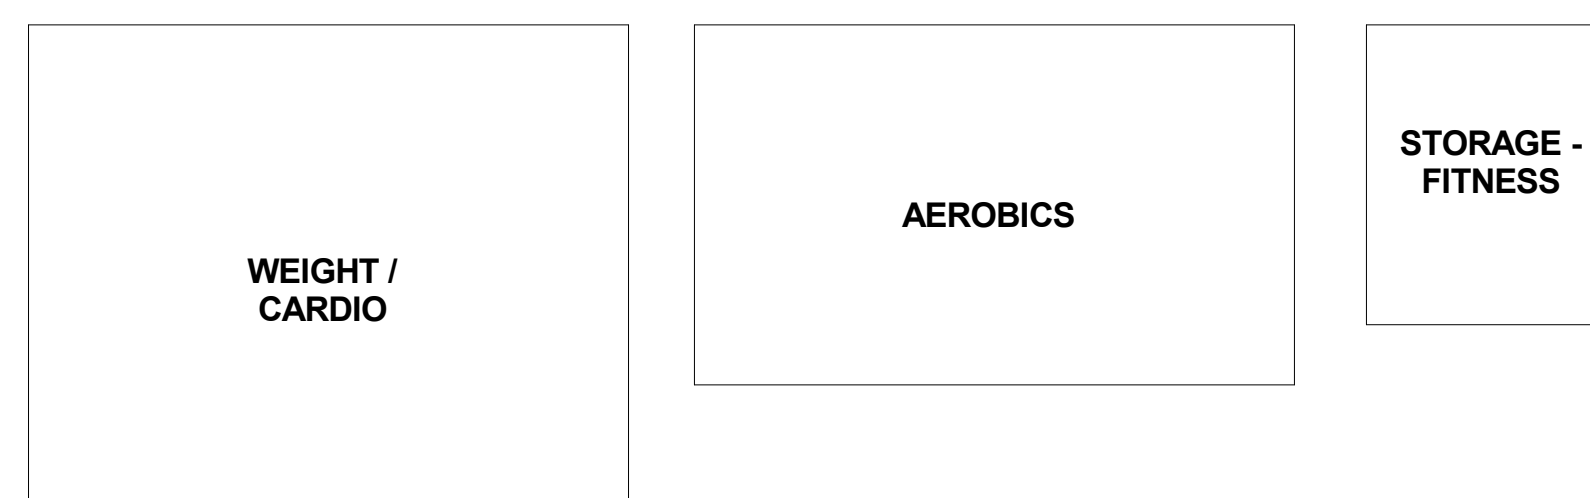 WEIGHT /
CARDIO
AEROBICS
STORAGE -
FITNESS